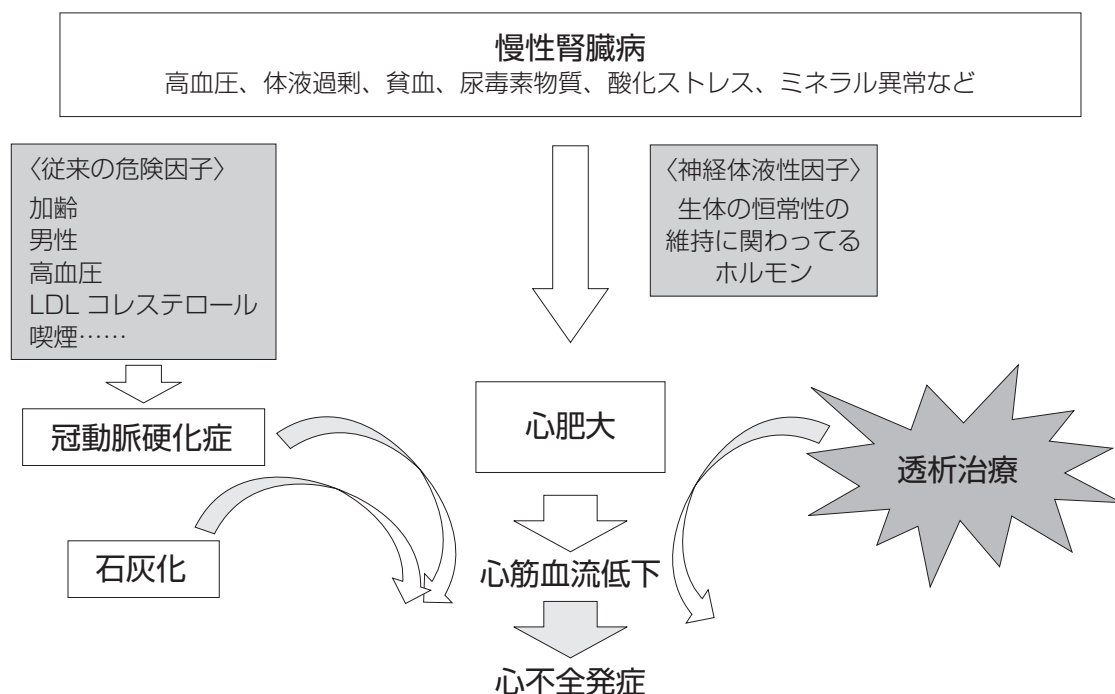 慢性腎臓病
高血圧、体液過剰、貧血、尿毒素物質、酸化ストレス、ミネラル異常など
〈従来の危険因子〉
加齢
男性
高血圧
LDL コレステロール
喫煙……
〈神経体液性因子〉
生体の恒常性の
維持に関わってる
ホルモン
冠動脈硬化症
心肥大
透析治療
石灰化
心筋血流低下
心不全発症